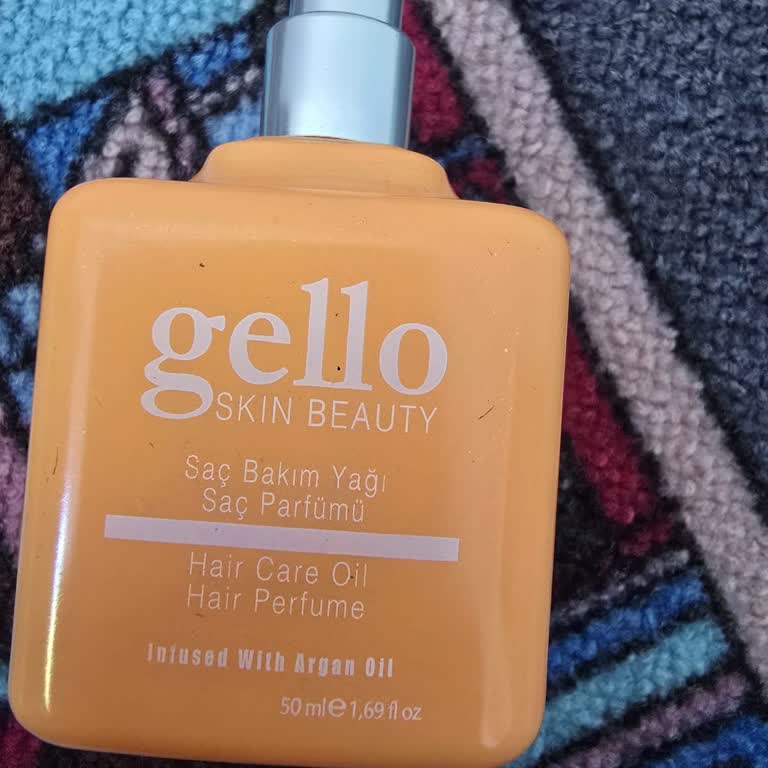 gello
SKIN BEAUTY
Saç Bakım Yağı
Saç Parfümü
Hair Care Oil
Hair Perfume
Infused With Argan Oil
50 ml℮1,69 fl oz